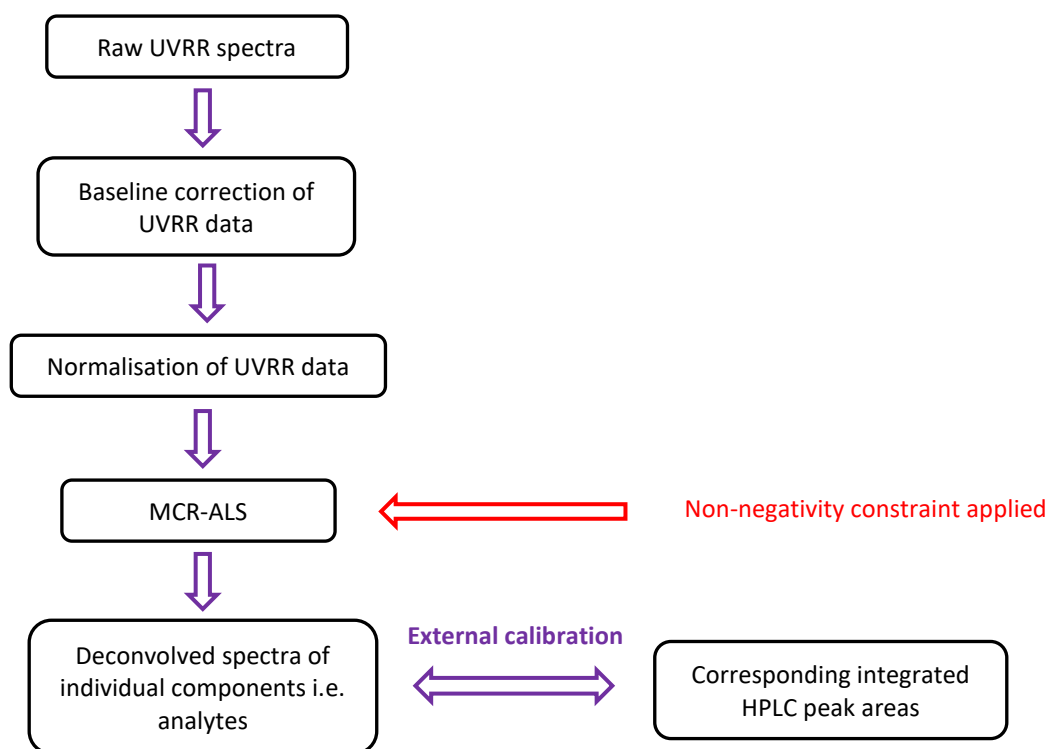 Raw UVRR spectra
Baseline correction of
UVRR data
Normalisation of UVRR data
MCR-ALS
Non-negativity constraint applied
Deconvolved spectra of
individual components i.e.
analytes
External calibration
Corresponding integrated
HPLC peak areas